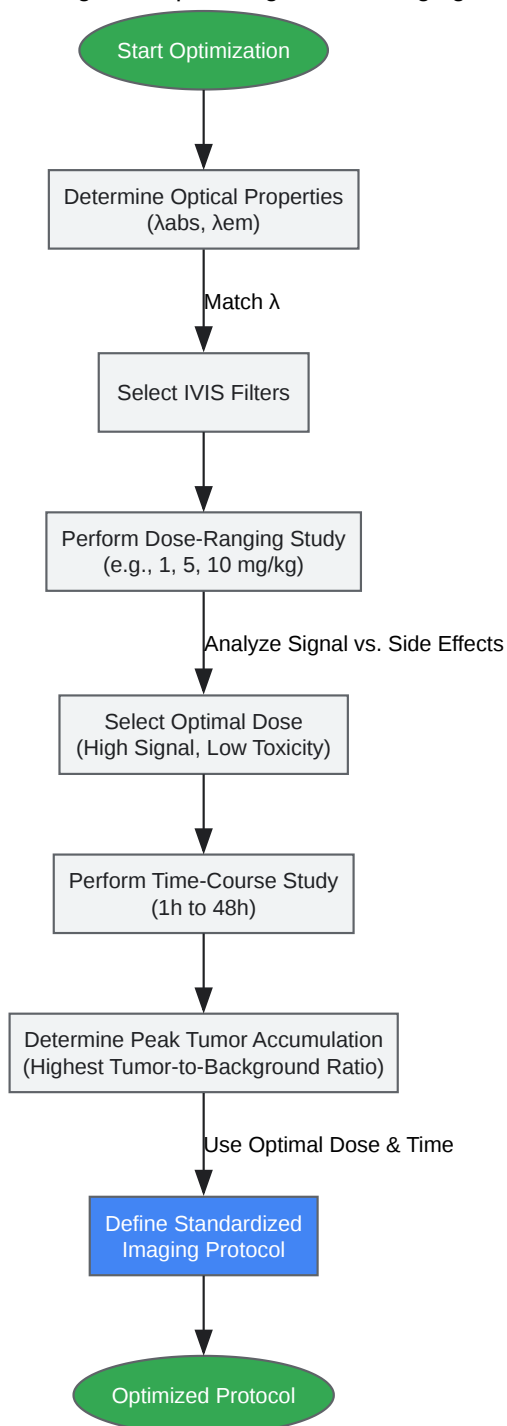 Start Optimization
Determine Optical Properties
(λabs, λem)
Match λ
Select IVIS Filters
Perform Dose-Ranging Study
(e.g., 1, 5, 10 mg/kg)
Analyze Signal vs. Side Effects
Select Optimal Dose
(High Signal, Low Toxicity)
Perform Time-Course Study
(1h to 48h)
Determine Peak Tumor Accumulation
(Highest Tumor-to-Background Ratio)
Use Optimal Dose & Time
Define Standardized
Imaging Protocol
Optimized Protocol